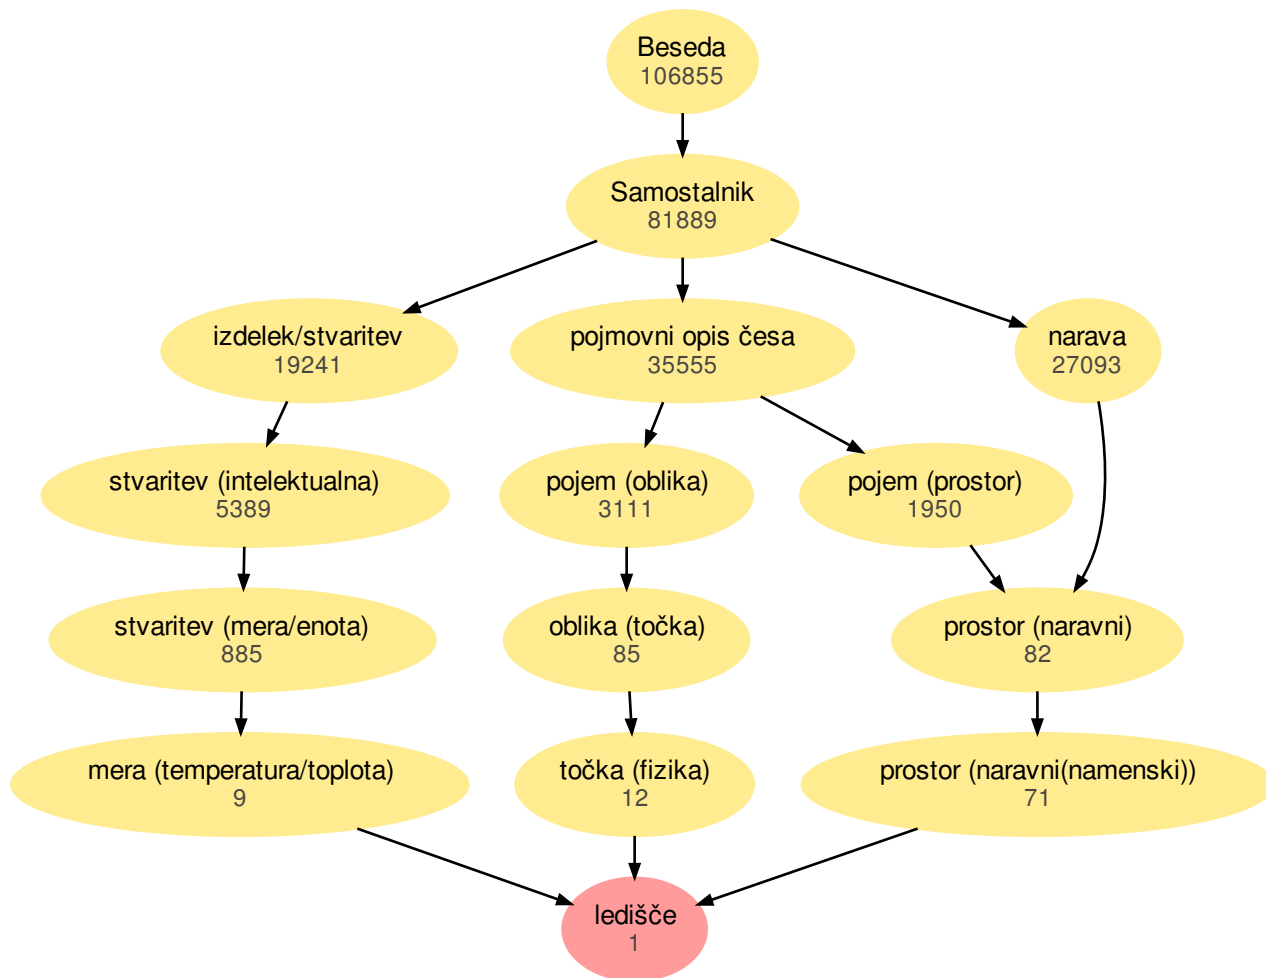 Beseda
106855
Samostalnik
81889
izdelek/stvaritev
19241
pojmovni opis česa
35555
narava
27093
stvaritev (intelektualna)
5389
pojem (oblika)
3111
pojem (prostor)
1950
stvaritev (mera/enota)
885
oblika (točka)
85
prostor (naravni)
82
mera (temperatura/toplota)
9
točka (fizika)
12
prostor (naravni(namenski))
71
ledišče
1